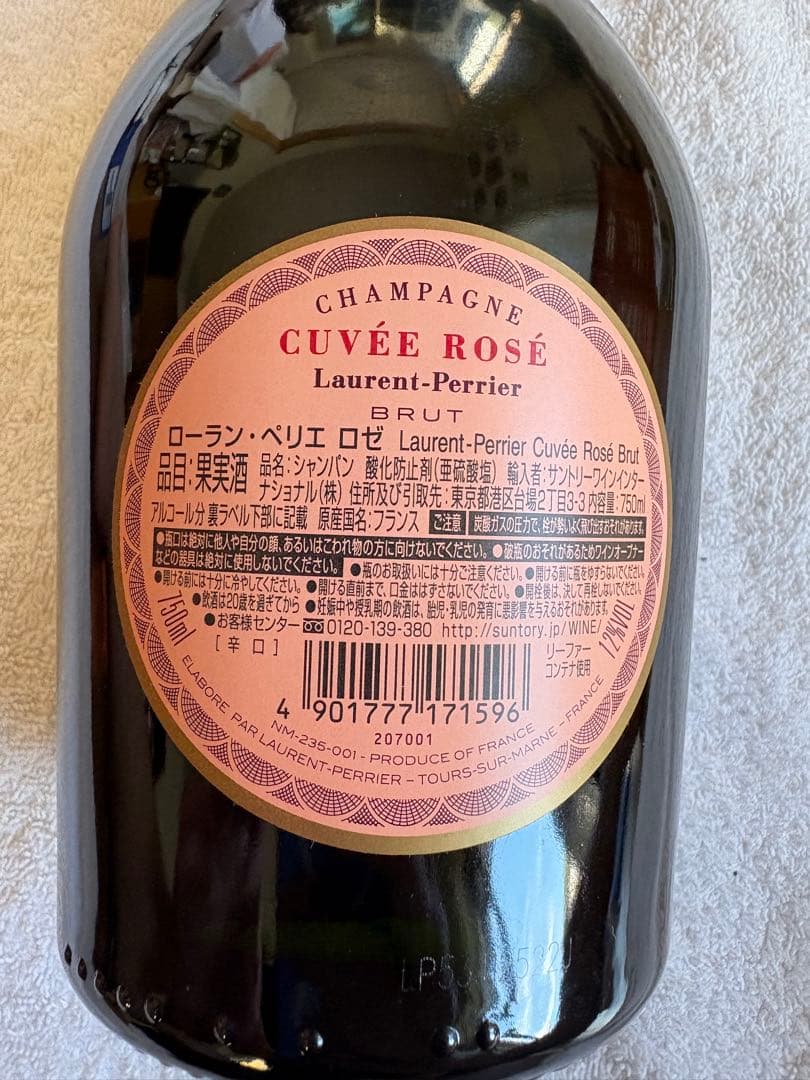 CHAMPAGNE
CUVÉE ROSÉ
Laurent-Perrier
BRUT
ローラン・ペリエ ロゼ Laurent-Perrier Cuvée Rosé Brut
品目:果実酒 品名:シャンパン 酸化防止剤(亜硫酸塩) 輸入者:サントリーワインインター
ナショナル(株) 住所及び引取先:東京都港区台場2丁目3-3 内容量:750ml
アルコール分 裏ラベル下部に記載 原産国名:フランス ご注意 炭酸ガスの圧力で、栓が勢いよく飛び出すおそれがあります。
●瓶口は絶対に他人や自分の顔、あるいはこわれ物の方に向けないでください。●破瓶のおそれがあるためワインオープナー
などの器具は絶対に使用しないでください。●瓶のお取扱いには十分ご注意ください。●開ける前に瓶をゆすらないでください。
●開ける前には十分に冷やしてください。●開ける直前まで、口金ははずさないでください。●開栓後は、決して再栓しないでください。
●飲酒は20歳を過ぎてから ●妊娠中や授乳期の飲酒は、胎児・乳児の発育に悪影響を与えるおそれがあります。
●お客様センター 0120-139-380 http://suntory.jp/WINE/
[辛口]
リーファー
コンテナ使用
750ml
12%VOL
4 901777 171596
207001
NM-235-001 - PRODUCE OF FRANCE
ELABORE PAR LAURENT-PERRIER – TOURS-SUR-MARNE – FRANCE